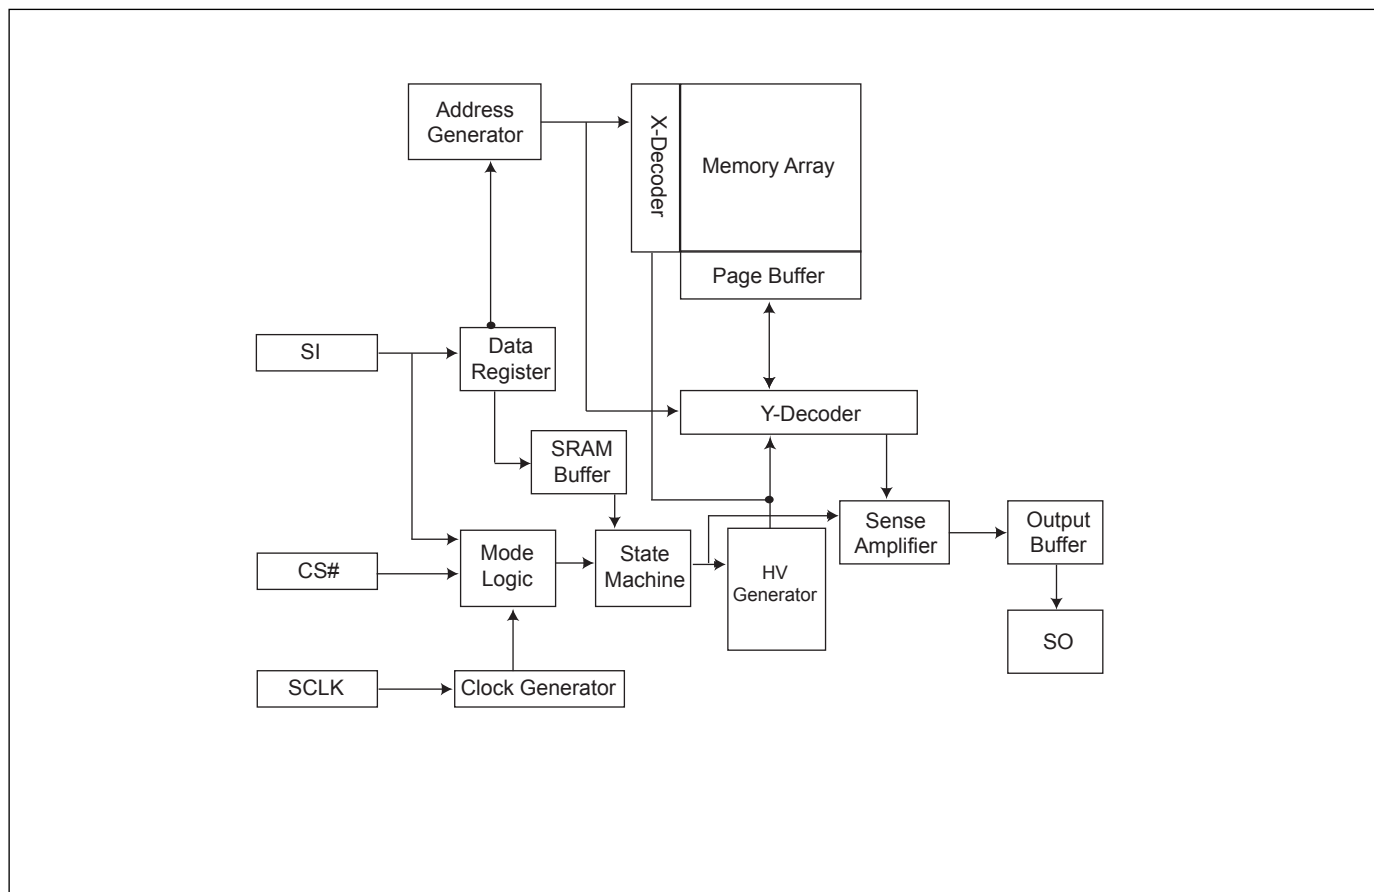 Address
Generator
X-Decoder
Memory Array
Page Buffer
SI
Data
Register
Y-Decoder
SRAM
Buffer
Sense
Amplifier
Output
Buffer
CS#
Mode
Logic
State
Machine
HV
Generator
SO
SCLK
Clock Generator